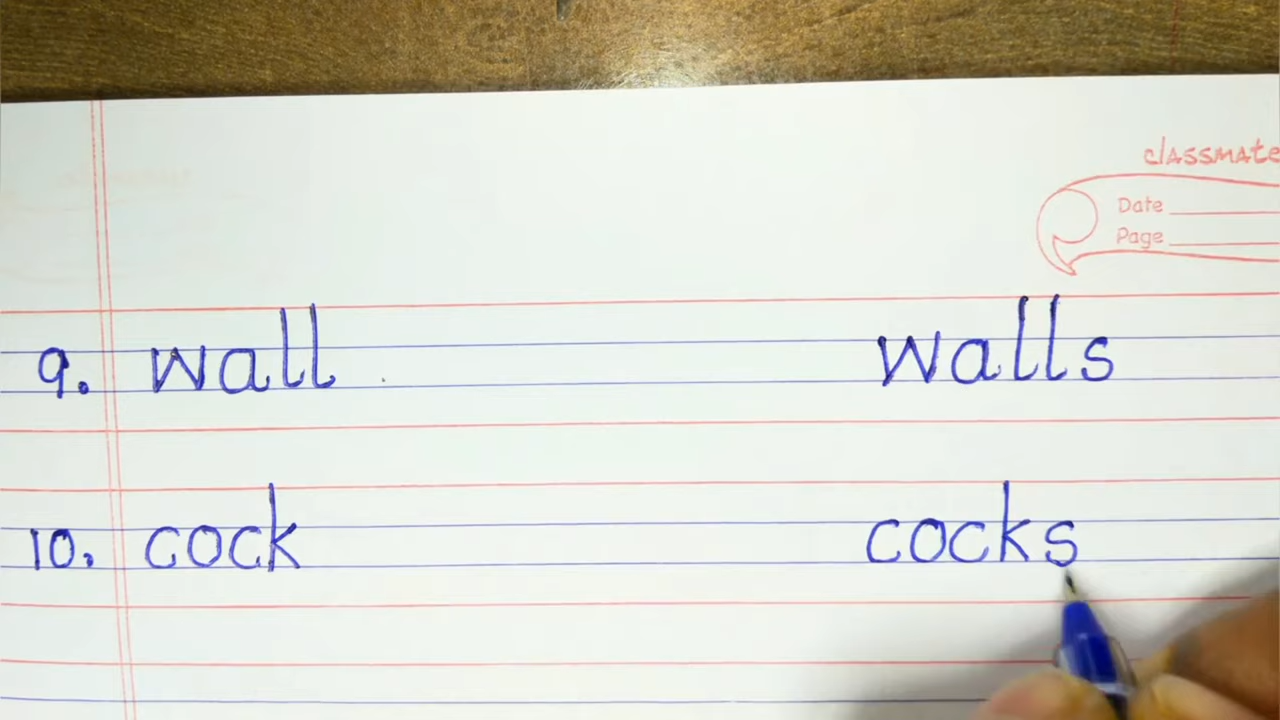 classmate
Date
Page
9. wall walls
10. cock cocks